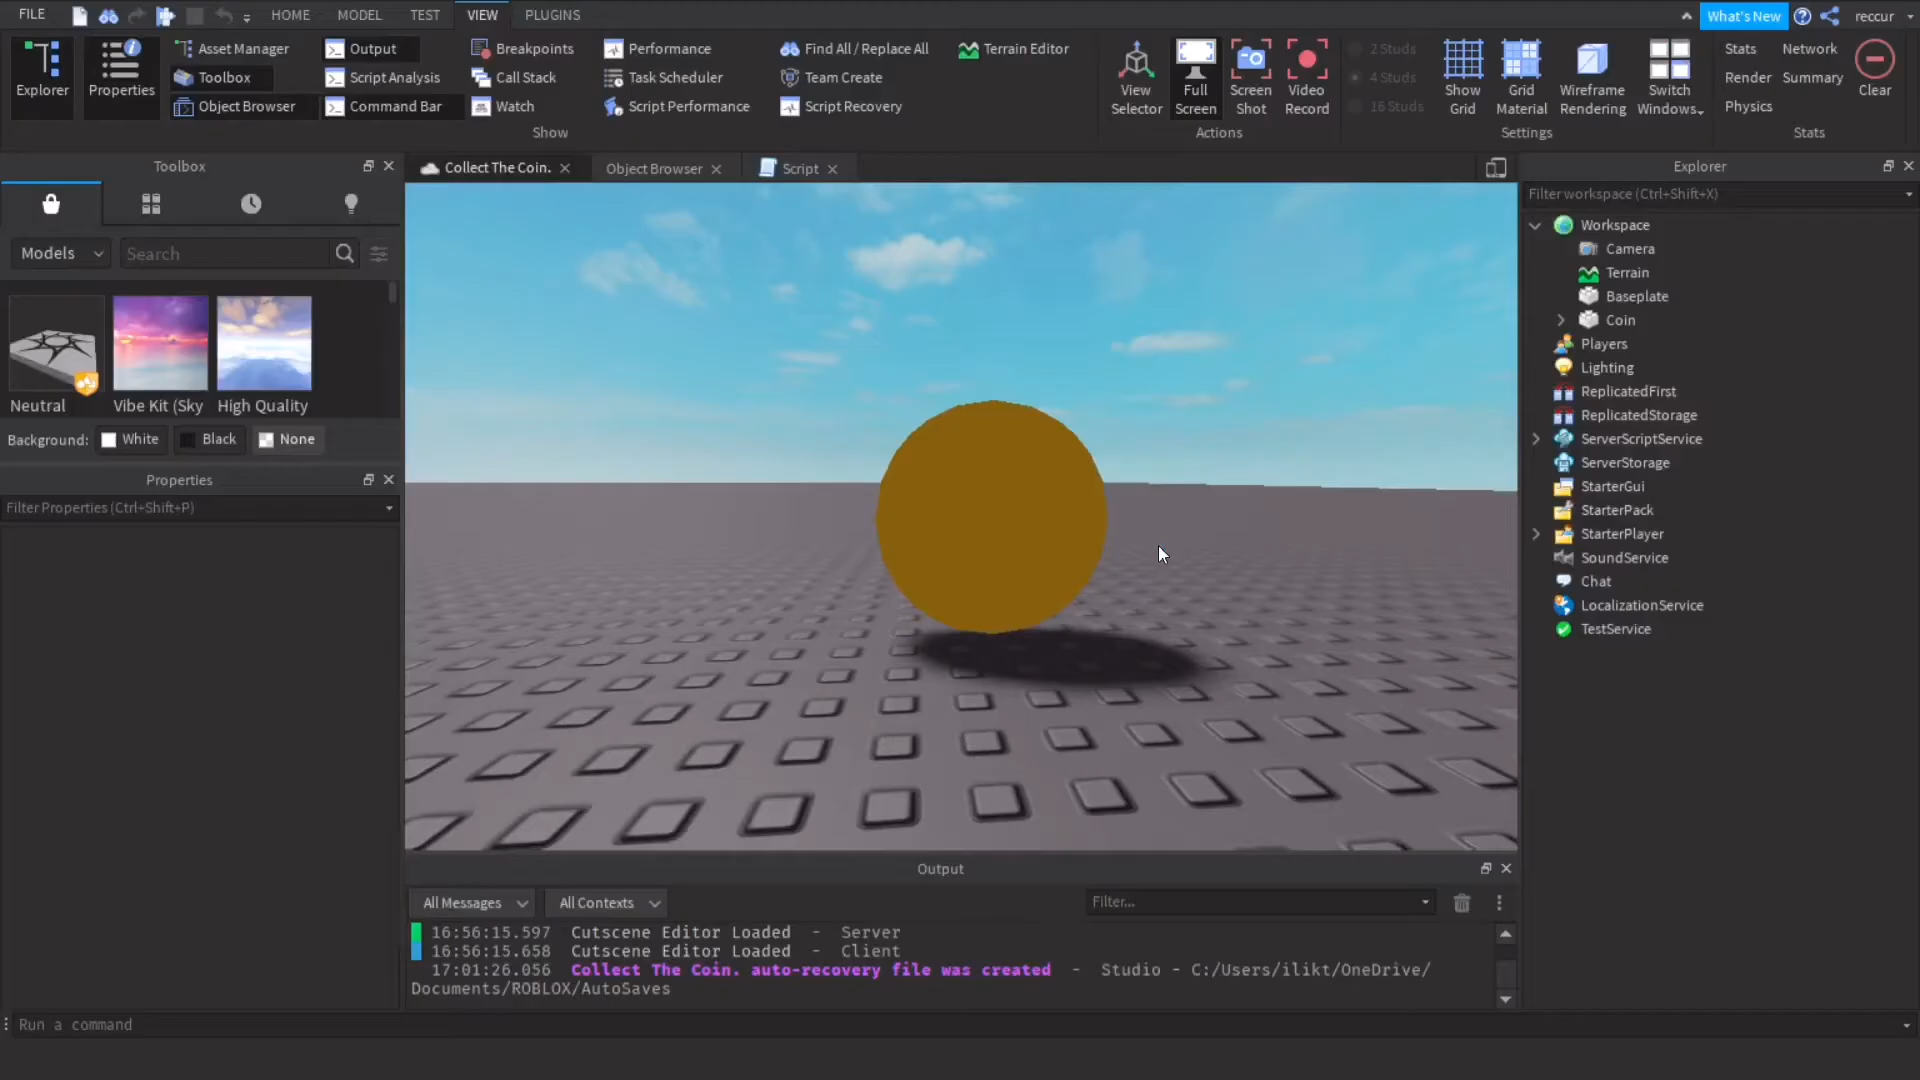 FILE HOME MODEL TEST VIEW PLUGINS What's New reccur
Explorer
Properties
Asset Manager
Toolbox
Object Browser
Output
Script Analysis
Command Bar
Breakpoints
Call Stack
Watch
Performance
Task Scheduler
Script Performance
Find All / Replace All
Team Create
Script Recovery
Terrain Editor
Show
View Selector
Full Screen
Screen Shot
Video Record
Actions
2 Studs
4 Studs
16 Studs
Show Grid
Grid Material
Wireframe Rendering
Switch Windows
Settings
Stats
Render
Physics
Network
Summary
Clear
Stats
Toolbox
Models
Search
Neutral Vibe Kit (Sky High Quality
Background: White Black None
Properties
Filter Properties (Ctrl+Shift+P)
Collect The Coin. Object Browser Script
Output
All Messages All Contexts Filter...
16:56:15.597 Cutscene Editor Loaded - Server
16:56:15.658 Cutscene Editor Loaded - Client
17:01:26.056 Collect The Coin. auto-recovery file was created - Studio - C:/Users/ilikt/OneDrive/
Documents/ROBLOX/AutoSaves
Explorer
Filter workspace (Ctrl+Shift+X)
Workspace
Camera
Terrain
Baseplate
Coin
Players
Lighting
ReplicatedFirst
ReplicatedStorage
ServerScriptService
ServerStorage
StarterGui
StarterPack
StarterPlayer
SoundService
Chat
LocalizationService
TestService
Run a command